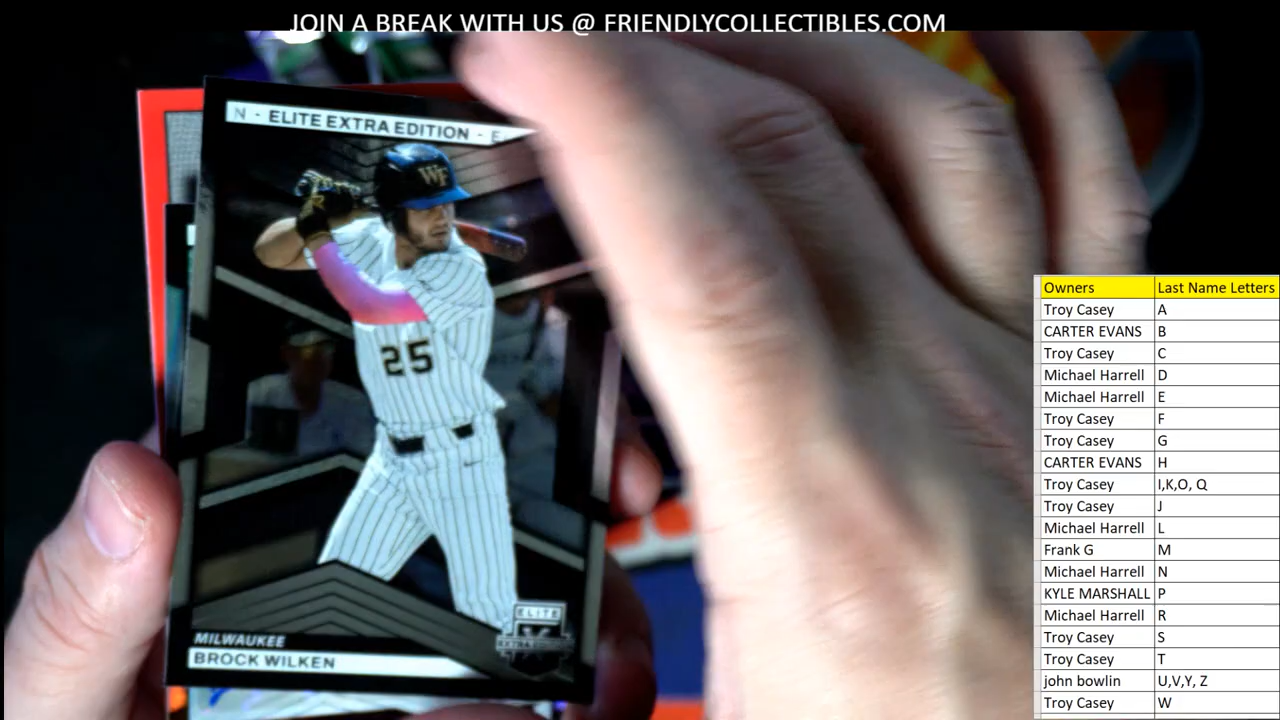 JOIN A BREAK WITH US @ FRIENDLYCOLLECTIBLES.COM
N - ELITE EXTRA EDITION - E
WF
25
ELITE
EXTRA EDITION
MILWAUKEE
BROCK WILKEN
Owners Last Name Letters
Troy Casey A
CARTER EVANS B
Troy Casey C
Michael Harrell D
Michael Harrell E
Troy Casey F
Troy Casey G
CARTER EVANS H
Troy Casey I,K,O, Q
Troy Casey J
Michael Harrell L
Frank G M
Michael Harrell N
KYLE MARSHALL P
Michael Harrell R
Troy Casey S
Troy Casey T
john bowlin U,V,Y, Z
Troy Casey W